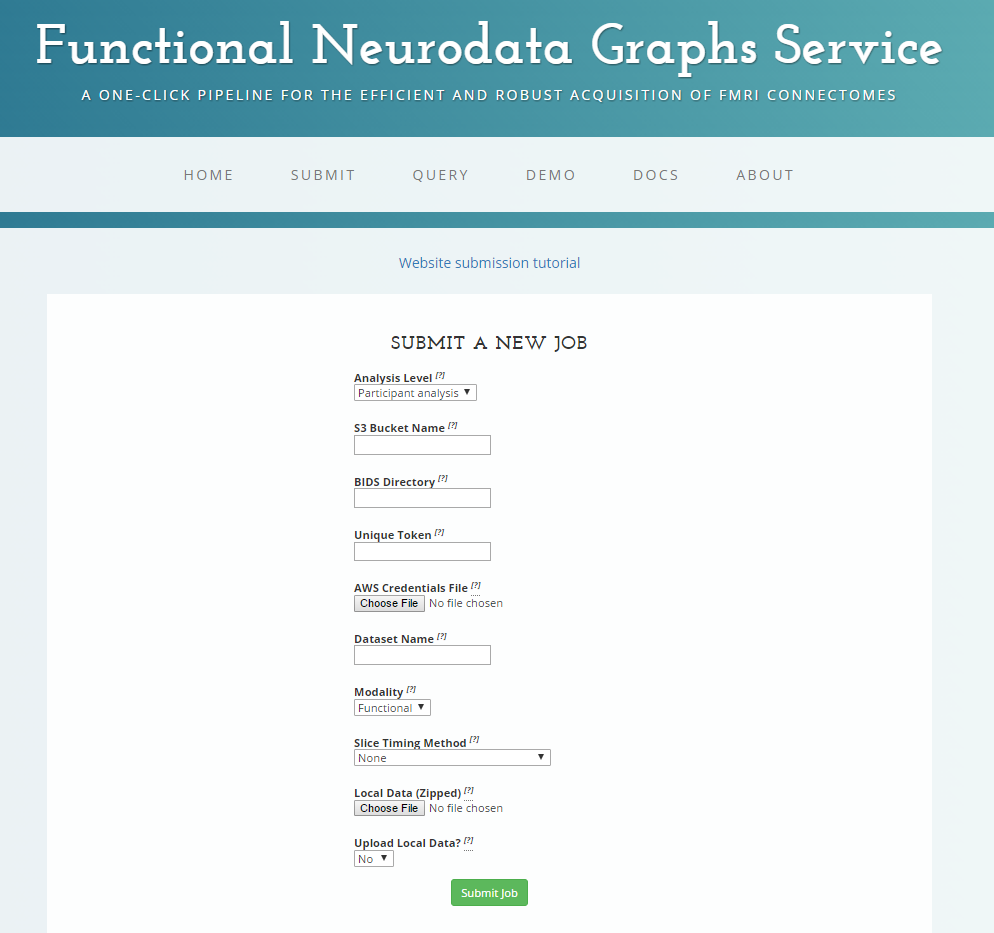 Functional Neurodata Graphs Service
A ONE-CLICK PIPELINE FOR THE EFFICIENT AND ROBUST ACQUISITION OF FMRI CONNECTOMES
HOME SUBMIT QUERY DEMO DOCS ABOUT
Website submission tutorial
SUBMIT A NEW JOB
Analysis Level [?]
Participant analysis ▼
S3 Bucket Name [?]
BIDS Directory [?]
Unique Token [?]
AWS Credentials File [?]
Choose File No file chosen
Dataset Name [?]
Modality [?]
Functional ▼
Slice Timing Method [?]
None ▼
Local Data (Zipped) [?]
Choose File No file chosen
Upload Local Data? [?]
No ▼
Submit Job